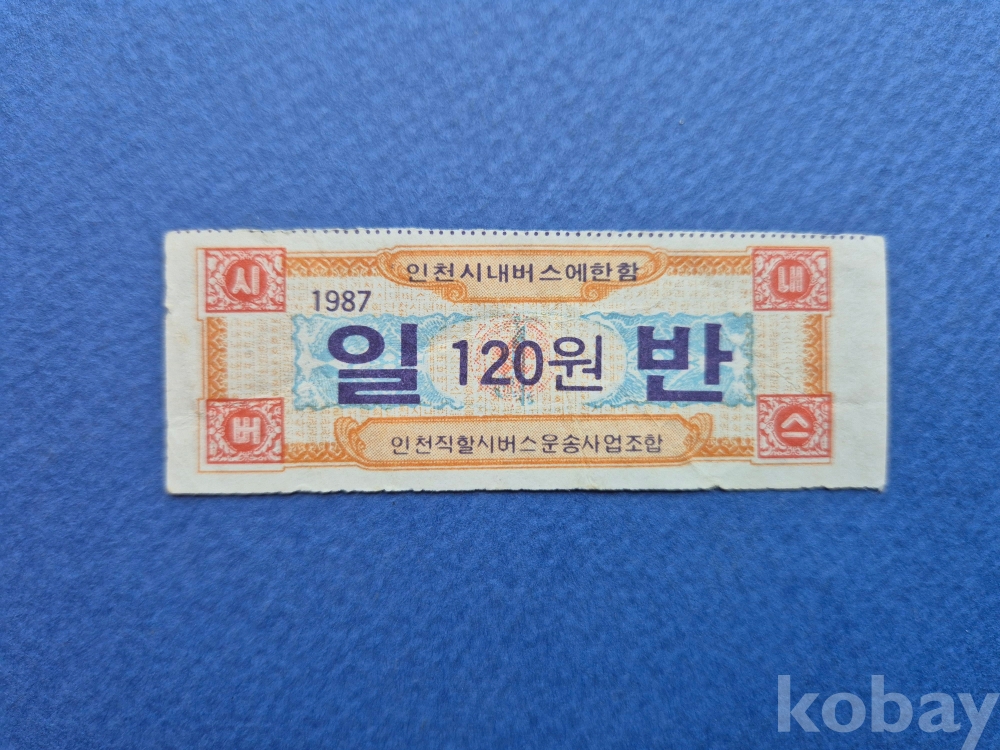 인천시내버스에한함
시 내
1987
일 120원 반
버 스
인천직할시버스운송사업조합
kobay